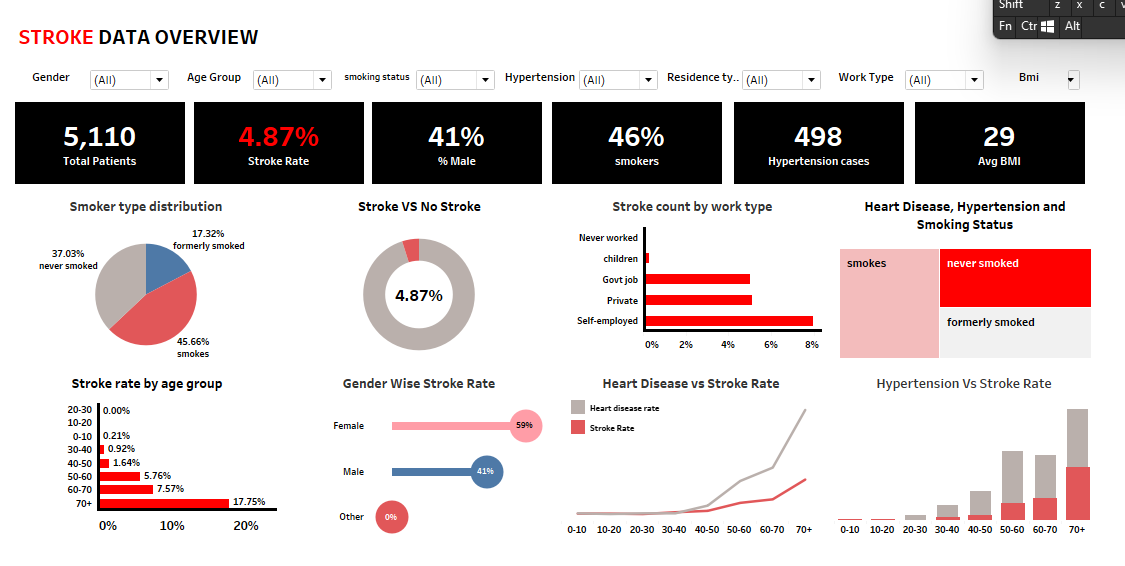 Shift z x c v
Fn Ctr Alt
STROKE DATA OVERVIEW
Gender (All) Age Group (All) smoking status (All) Hypertension (All) Residence ty.. (All) Work Type (All) Bmi
5,110
Total Patients
4.87%
Stroke Rate
41%
% Male
46%
smokers
498
Hypertension cases
29
Avg BMI
Smoker type distribution
17.32%
formerly smoked
37.03%
never smoked
45.66%
smokes
Stroke VS No Stroke
4.87%
Stroke count by work type
Never worked
children
Govt job
Private
Self-employed
0% 2% 4% 6% 8%
Heart Disease, Hypertension and
Smoking Status
smokes
never smoked
formerly smoked
Stroke rate by age group
20-30 0.00%
10-20
0-10 0.21%
30-40 0.92%
40-50 1.64%
50-60 5.76%
60-70 7.57%
70+ 17.75%
0% 10% 20%
Gender Wise Stroke Rate
Female 59%
Male 41%
Other 0%
Heart Disease vs Stroke Rate
Heart disease rate
Stroke Rate
0-10 10-20 20-30 30-40 40-50 50-60 60-70 70+
Hypertension Vs Stroke Rate
0-10 10-20 20-30 30-40 40-50 50-60 60-70 70+